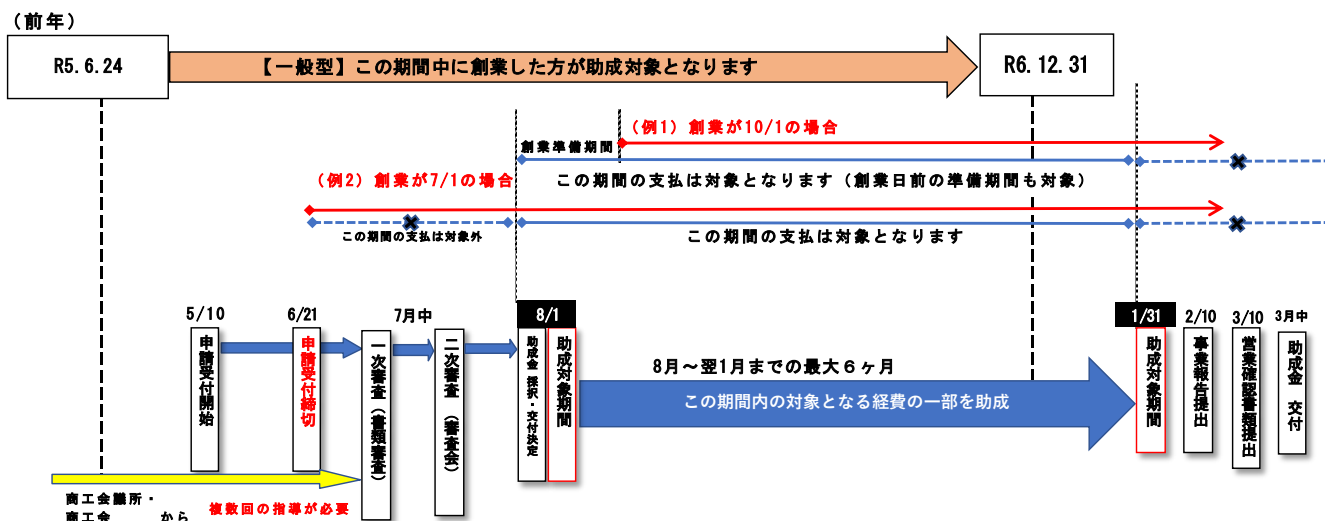 (前年)
R5.6.24
【一般型】この期間中に創業した方が助成対象となります
R6.12.31
(例1)創業が10/1の場合
創業準備期間
(例2)創業が7/1の場合
この期間の支払は対象となります(創業日前の準備期間も対象)
この期間の支払は対象外
この期間の支払は対象となります
5/10
申請受付開始
6/21
申請受付締切
7月中
一次審査(書類審査)
二次審査(審査会)
8/1
助成金 採択・交付決定
助成対象期間
8月～翌1月までの最大6ヶ月
この期間内の対象となる経費の一部を助成
1/31
助成対象期間
2/10
事業報告提出
3/10
営業確認書類提出
3月中
助成金 交付
商工会議所・
商工会 から
複数回の指導が必要